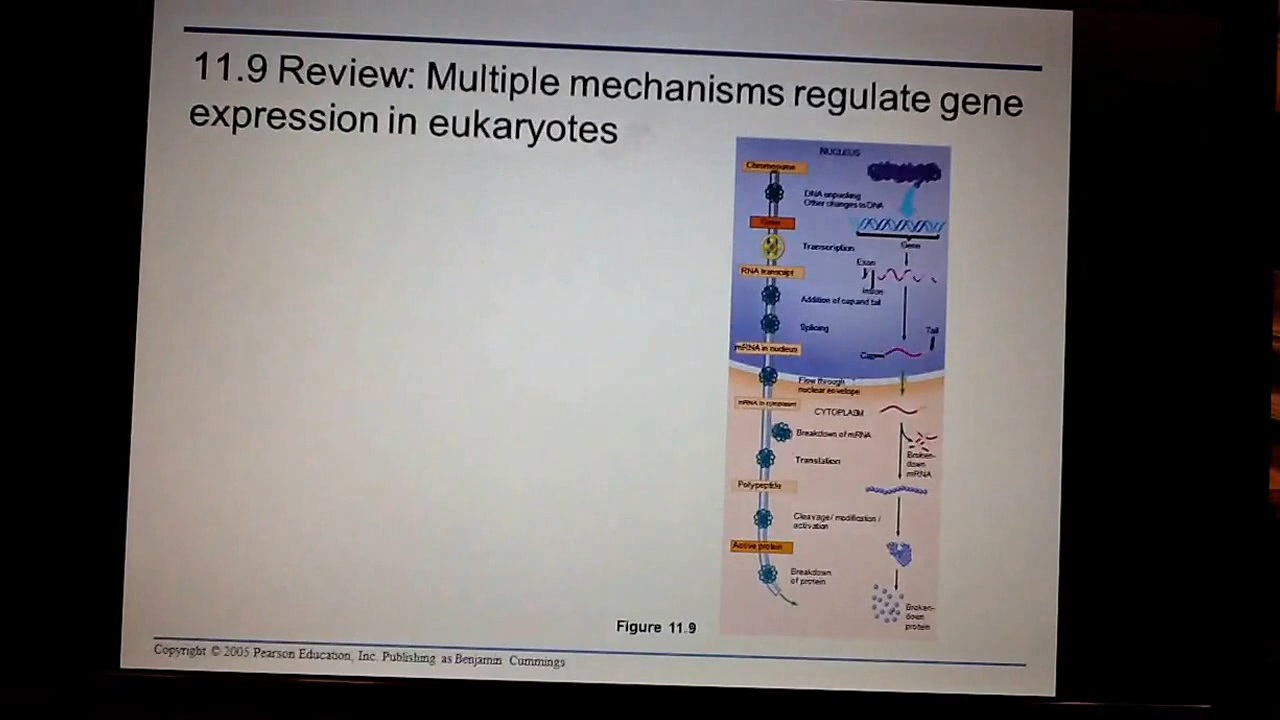 11.9 Review: Multiple mechanisms regulate gene
expression in eukaryotes
NUCLEUS
Chromosome
DNA unpacking
Other changes to DNA
Gene
Gene
Transcription
Exon
RNA transcript
Intron
Addition of cap and tail
Splicing
Tail
mRNA in nucleus
Cap
Flow through
nuclear envelope
mRNA in cytoplasm
CYTOPLASM
Breakdown of mRNA
Broken-
down
mRNA
Translation
Polypeptide
Cleavage / modification /
activation
Active protein
Breakdown
of protein
Broken-
down
protein
Figure 11.9
Copyright © 2005 Pearson Education, Inc. Publishing as Benjamin Cummings